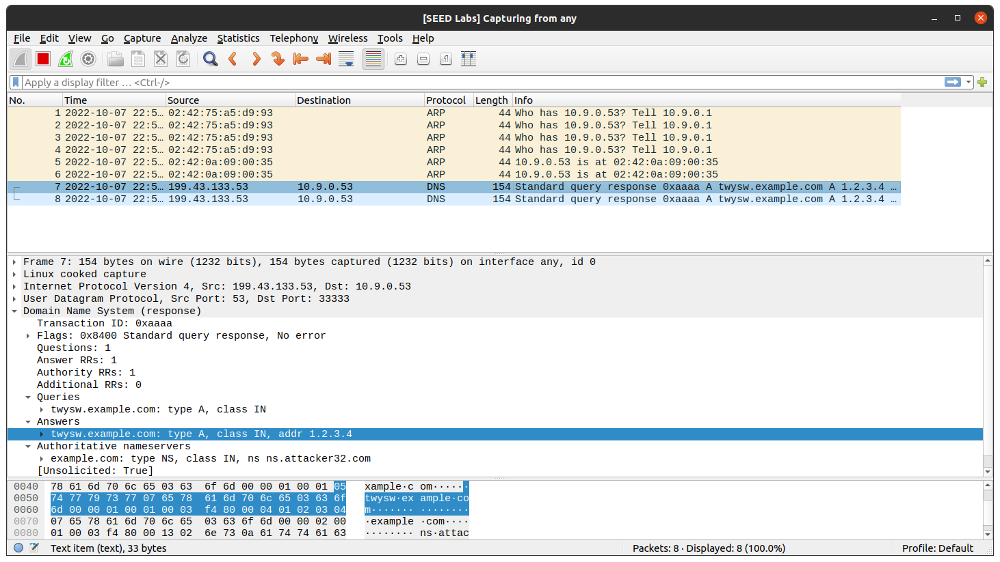 [SEED Labs] Capturing from any
File Edit View Go Capture Analyze Statistics Telephony Wireless Tools Help
Apply a display filter … <Ctrl-/>
No. Time Source Destination Protocol Length Info
1 2022-10-07 22:5… 02:42:75:a5:d9:93 ARP 44 Who has 10.9.0.53? Tell 10.9.0.1
2 2022-10-07 22:5… 02:42:75:a5:d9:93 ARP 44 Who has 10.9.0.53? Tell 10.9.0.1
3 2022-10-07 22:5… 02:42:75:a5:d9:93 ARP 44 Who has 10.9.0.53? Tell 10.9.0.1
4 2022-10-07 22:5… 02:42:75:a5:d9:93 ARP 44 Who has 10.9.0.53? Tell 10.9.0.1
5 2022-10-07 22:5… 02:42:0a:09:00:35 ARP 44 10.9.0.53 is at 02:42:0a:09:00:35
6 2022-10-07 22:5… 02:42:0a:09:00:35 ARP 44 10.9.0.53 is at 02:42:0a:09:00:35
7 2022-10-07 22:5… 199.43.133.53 10.9.0.53 DNS 154 Standard query response 0xaaaa A twysw.example.com A 1.2.3.4 …
8 2022-10-07 22:5… 199.43.133.53 10.9.0.53 DNS 154 Standard query response 0xaaaa A twysw.example.com A 1.2.3.4 …
Frame 7: 154 bytes on wire (1232 bits), 154 bytes captured (1232 bits) on interface any, id 0
Linux cooked capture
Internet Protocol Version 4, Src: 199.43.133.53, Dst: 10.9.0.53
User Datagram Protocol, Src Port: 53, Dst Port: 33333
Domain Name System (response)
Transaction ID: 0xaaaa
Flags: 0x8400 Standard query response, No error
Questions: 1
Answer RRs: 1
Authority RRs: 1
Additional RRs: 0
Queries
twysw.example.com: type A, class IN
Answers
twysw.example.com: type A, class IN, addr 1.2.3.4
Authoritative nameservers
example.com: type NS, class IN, ns ns.attacker32.com
[Unsolicited: True]
0040 78 61 6d 70 6c 65 03 63 6f 6d 00 00 01 00 01 05 xample·c om······
0050 74 77 79 73 77 07 65 78 61 6d 70 6c 65 03 63 6f twysw·ex ample·co
0060 6d 00 00 01 00 01 00 03 f4 80 00 04 01 02 03 04 m······· ········
0070 07 65 78 61 6d 70 6c 65 03 63 6f 6d 00 00 02 00 ·example ·com····
0080 01 00 03 f4 80 00 13 02 6e 73 0a 61 74 74 61 63 ········ ns·attac
Text item (text), 33 bytes
Packets: 8 · Displayed: 8 (100.0%)
Profile: Default